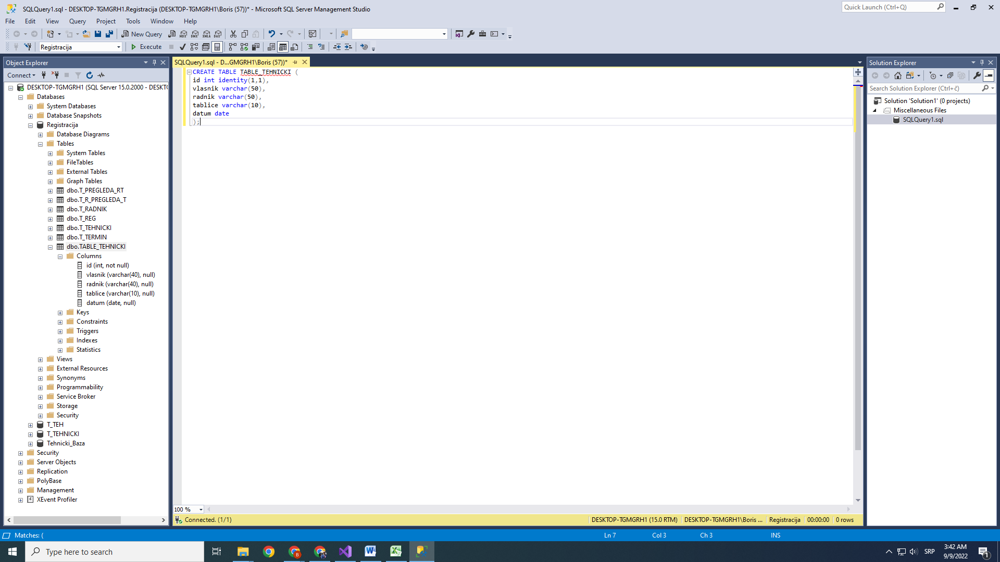 SQLQuery1.sql - DESKTOP-TGMGRH1.Registracija (DESKTOP-TGMGRH1\Boris (57))* - Microsoft SQL Server Management Studio
Quick Launch (Ctrl+Q)
File Edit View Query Project Tools Window Help
New Query
MDX DMX XMLA DAX
Registracija
Execute
Object Explorer
Connect
DESKTOP-TGMGRH1 (SQL Server 15.0.2000 - DESKTO
Databases
System Databases
Database Snapshots
Registracija
Database Diagrams
Tables
System Tables
FileTables
External Tables
Graph Tables
dbo.T_PREGLEDA_RT
dbo.T_R_PREGLEDA_T
dbo.T_RADNIK
dbo.T_REG
dbo.T_TEHNICKI
dbo.T_TERMIN
dbo.TABLE_TEHNICKI
Columns
id (int, not null)
vlasnik (varchar(40), null)
radnik (varchar(40), null)
tablice (varchar(10), null)
datum (date, null)
Keys
Constraints
Triggers
Indexes
Statistics
Views
External Resources
Synonyms
Programmability
Service Broker
Storage
Security
T_TEH
T_TEHNICKI
Tehnicki_Baza
Security
Server Objects
Replication
PolyBase
Management
XEvent Profiler
SQLQuery1.sql - D...GMGRH1\Boris (57))*
CREATE TABLE TABLE_TEHNICKI (
id int identity(1,1),
vlasnik varchar(50),
radnik varchar(50),
tablice varchar(10),
datum date
);
100 %
Connected. (1/1)
DESKTOP-TGMGRH1 (15.0 RTM)
DESKTOP-TGMGRH1\Boris ...
Registracija
00:00:00
0 rows
Solution Explorer
Search Solution Explorer (Ctrl+č)
Solution 'Solution1' (0 projects)
Miscellaneous Files
SQLQuery1.sql
Matches: (
Ln 7
Col 3
Ch 3
INS
Type here to search
SRP
3:42 AM
9/9/2022
1